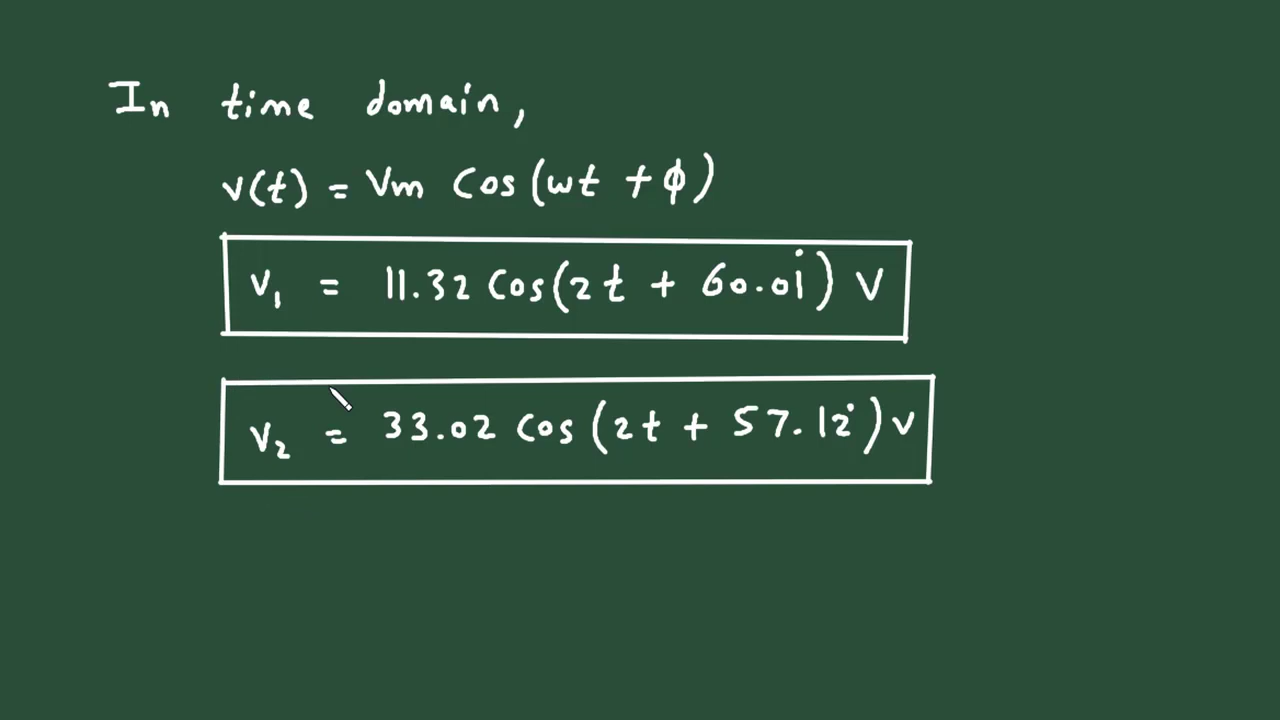 In time domain,
v(t) = Vm Cos(ωt + ϕ)
v₁ = 11.32 Cos(2t + 60.01°) V
v₂ = 33.02 Cos(2t + 57.12°) V